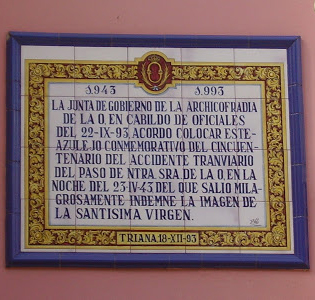 1.943 1.993
LA JUNTA DE GOBIERNO DE LA ARCHICOFRADIA
DE LA O, EN CABILDO DE OFICIALES
DEL 22-IX-93, ACORDO COLOCAR ESTE
AZULEJO CONMEMORATIVO DEL CINCUEN-
TENARIO DEL ACCIDENTE TRANVIARIO
DEL PASO DE NTRA SRA DE LA O, EN LA
NOCHE DEL 23-IV-43 DEL QUE SALIO MILA-
GROSAMENTE INDEMNE LA IMAGEN DE
LA SANTISIMA VIRGEN.
TRIANA.18-XII-93